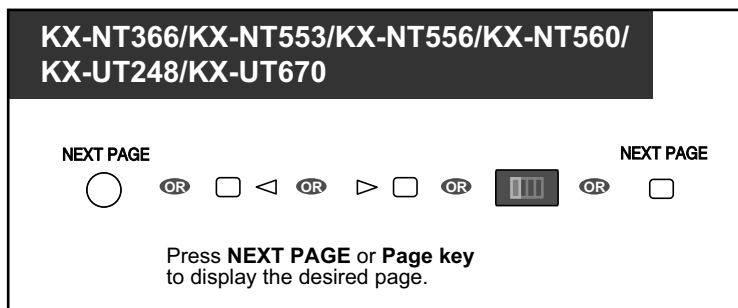 KX-NT366/KX-NT553/KX-NT556/KX-NT560/
KX-UT248/KX-UT670
NEXT PAGE OR OR OR OR NEXT PAGE
Press NEXT PAGE or Page key
to display the desired page.